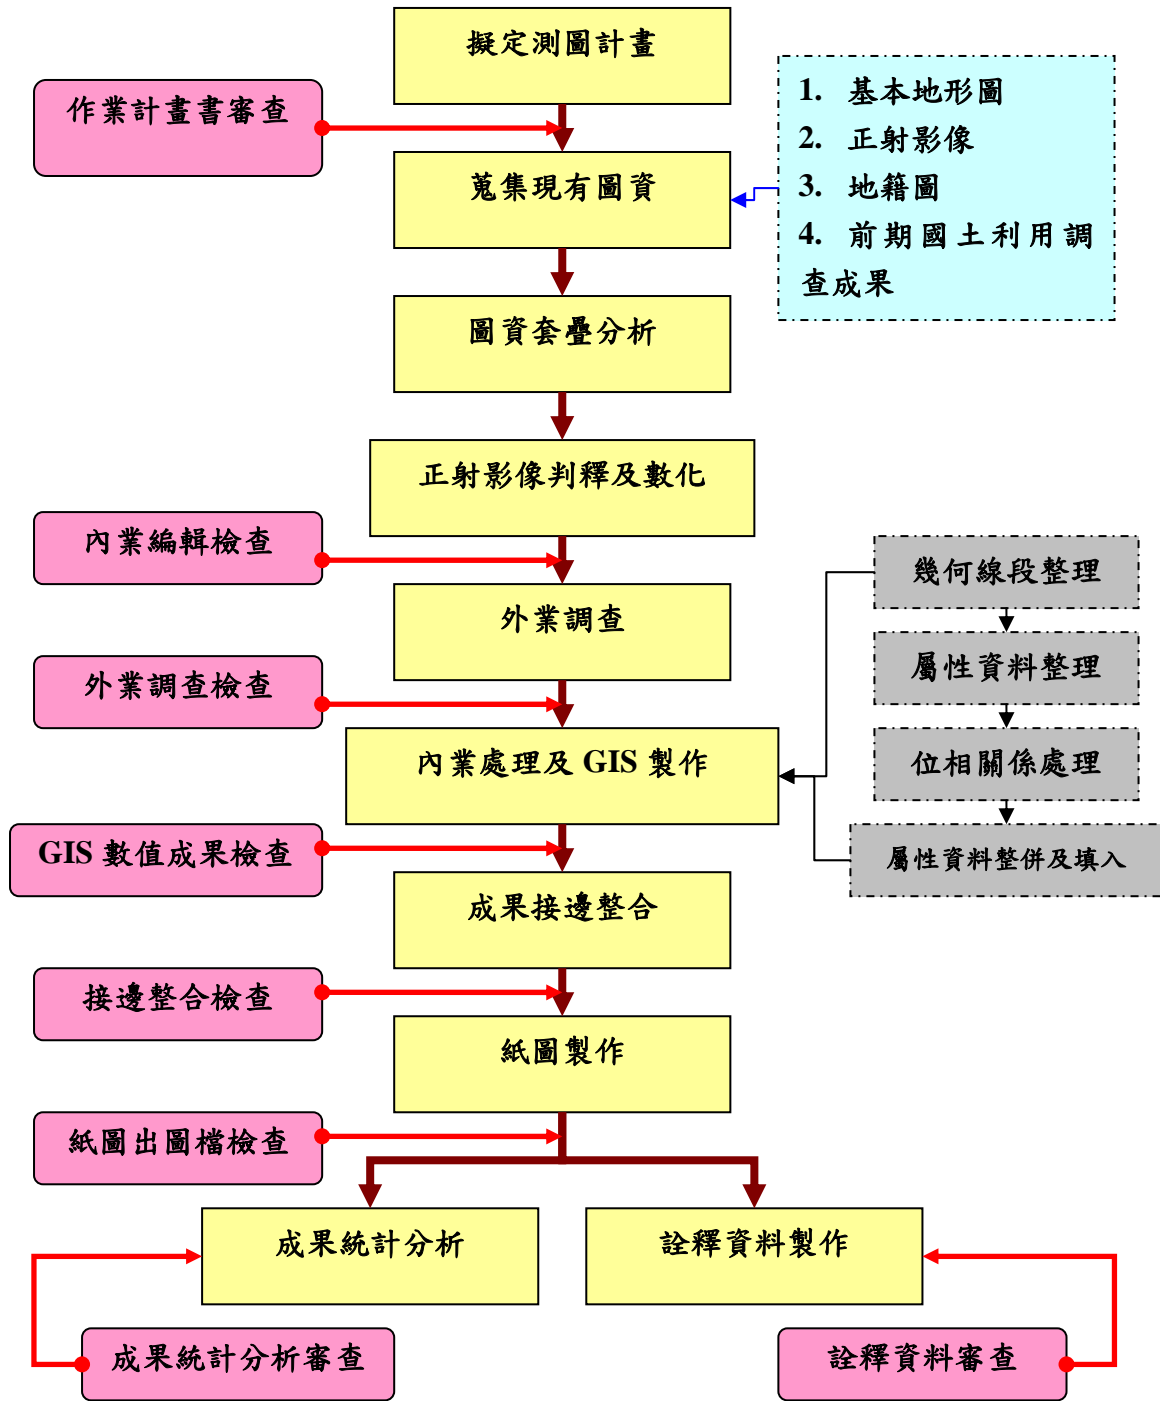 擬定測圖計畫
作業計畫書審查
1. 基本地形圖
2. 正射影像
3. 地籍圖
4. 前期國土利用調
查成果
蒐集現有圖資
圖資套疊分析
正射影像判釋及數化
內業編輯檢查
幾何線段整理
外業調查
屬性資料整理
外業調查檢查
內業處理及 GIS 製作
位相關係處理
GIS 數值成果檢查
屬性資料整併及填入
成果接邊整合
接邊整合檢查
紙圖製作
紙圖出圖檔檢查
成果統計分析
詮釋資料製作
成果統計分析審查
詮釋資料審查